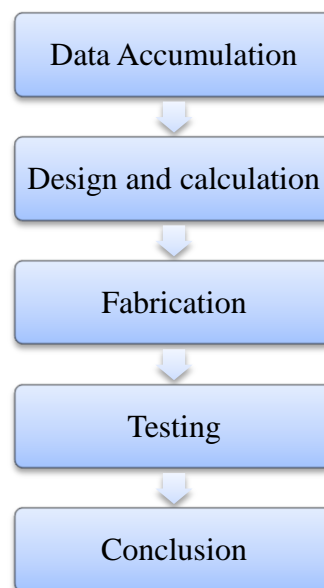 Data Accumulation
Design and calculation
Fabrication
Testing
Conclusion